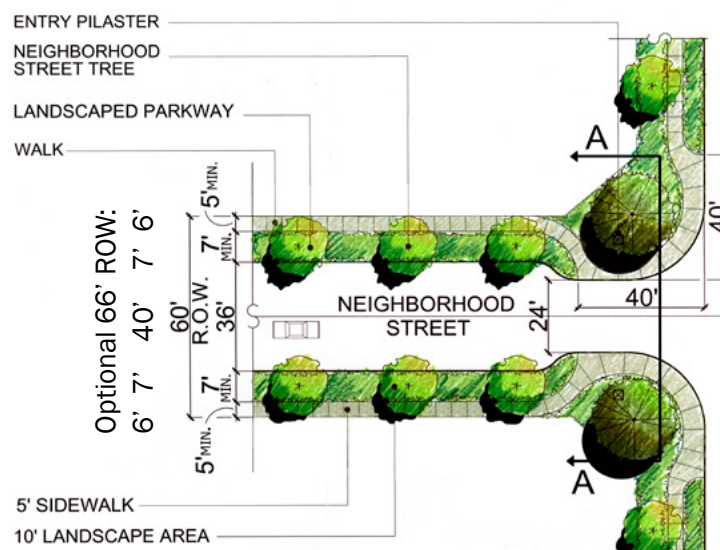 ENTRY PILASTER
NEIGHBORHOOD
STREET TREE
LANDSCAPED PARKWAY
WALK
A
5' MIN.
7' MIN.
60'
R.O.W.
36'
Optional 66' ROW:
6' 7' 40' 7' 6'
NEIGHBORHOOD
STREET
24'
40'
40'
7' MIN.
5' MIN.
A
5' SIDEWALK
10' LANDSCAPE AREA